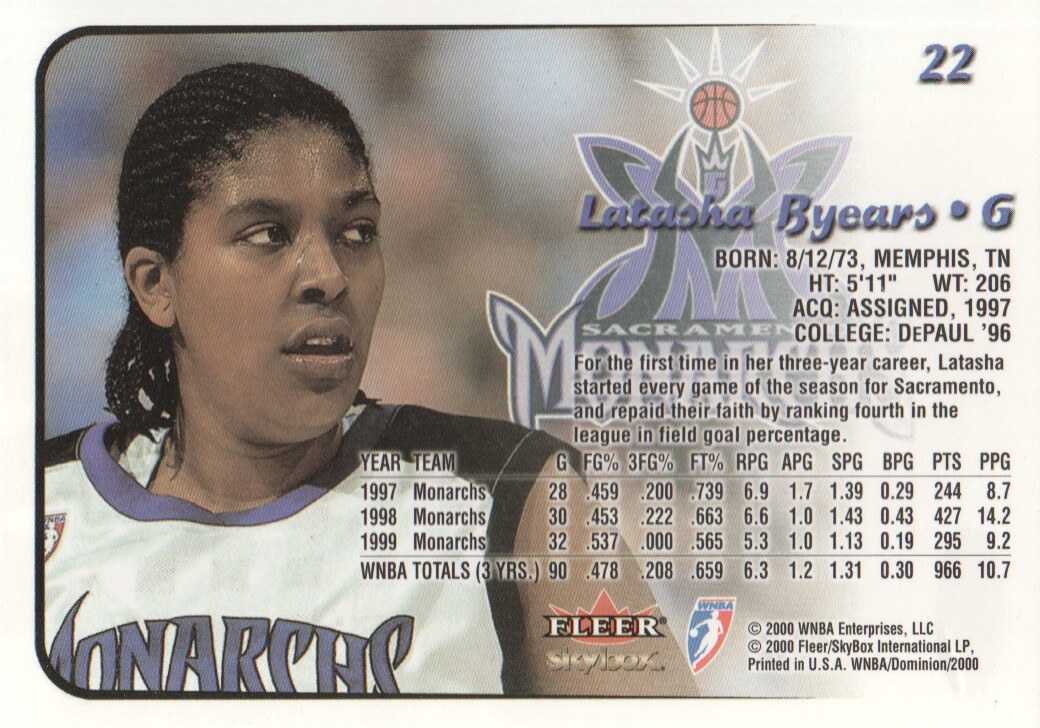 22
Latasha Byears • G
BORN: 8/12/73, MEMPHIS, TN
HT: 5'11" WT: 206
ACQ: ASSIGNED, 1997
COLLEGE: DePAUL '96
SACRAMEN
MONARCHS
For the first time in her three-year career, Latasha
started every game of the season for Sacramento,
and repaid their faith by ranking fourth in the
league in field goal percentage.
YEAR TEAM G FG% 3FG% FT% RPG APG SPG BPG PTS PPG
1997 Monarchs 28 .459 .200 .739 6.9 1.7 1.39 0.29 244 8.7
1998 Monarchs 30 .453 .222 .663 6.6 1.0 1.43 0.43 427 14.2
1999 Monarchs 32 .537 .000 .565 5.3 1.0 1.13 0.19 295 9.2
WNBA TOTALS (3 YRS.) 90 .478 .208 .659 6.3 1.2 1.31 0.30 966 10.7
WNBA
MONARCHS
FLEER®
skybox.
WNBA
© 2000 WNBA Enterprises, LLC
© 2000 Fleer/SkyBox International LP,
Printed in U.S.A. WNBA/Dominion/2000